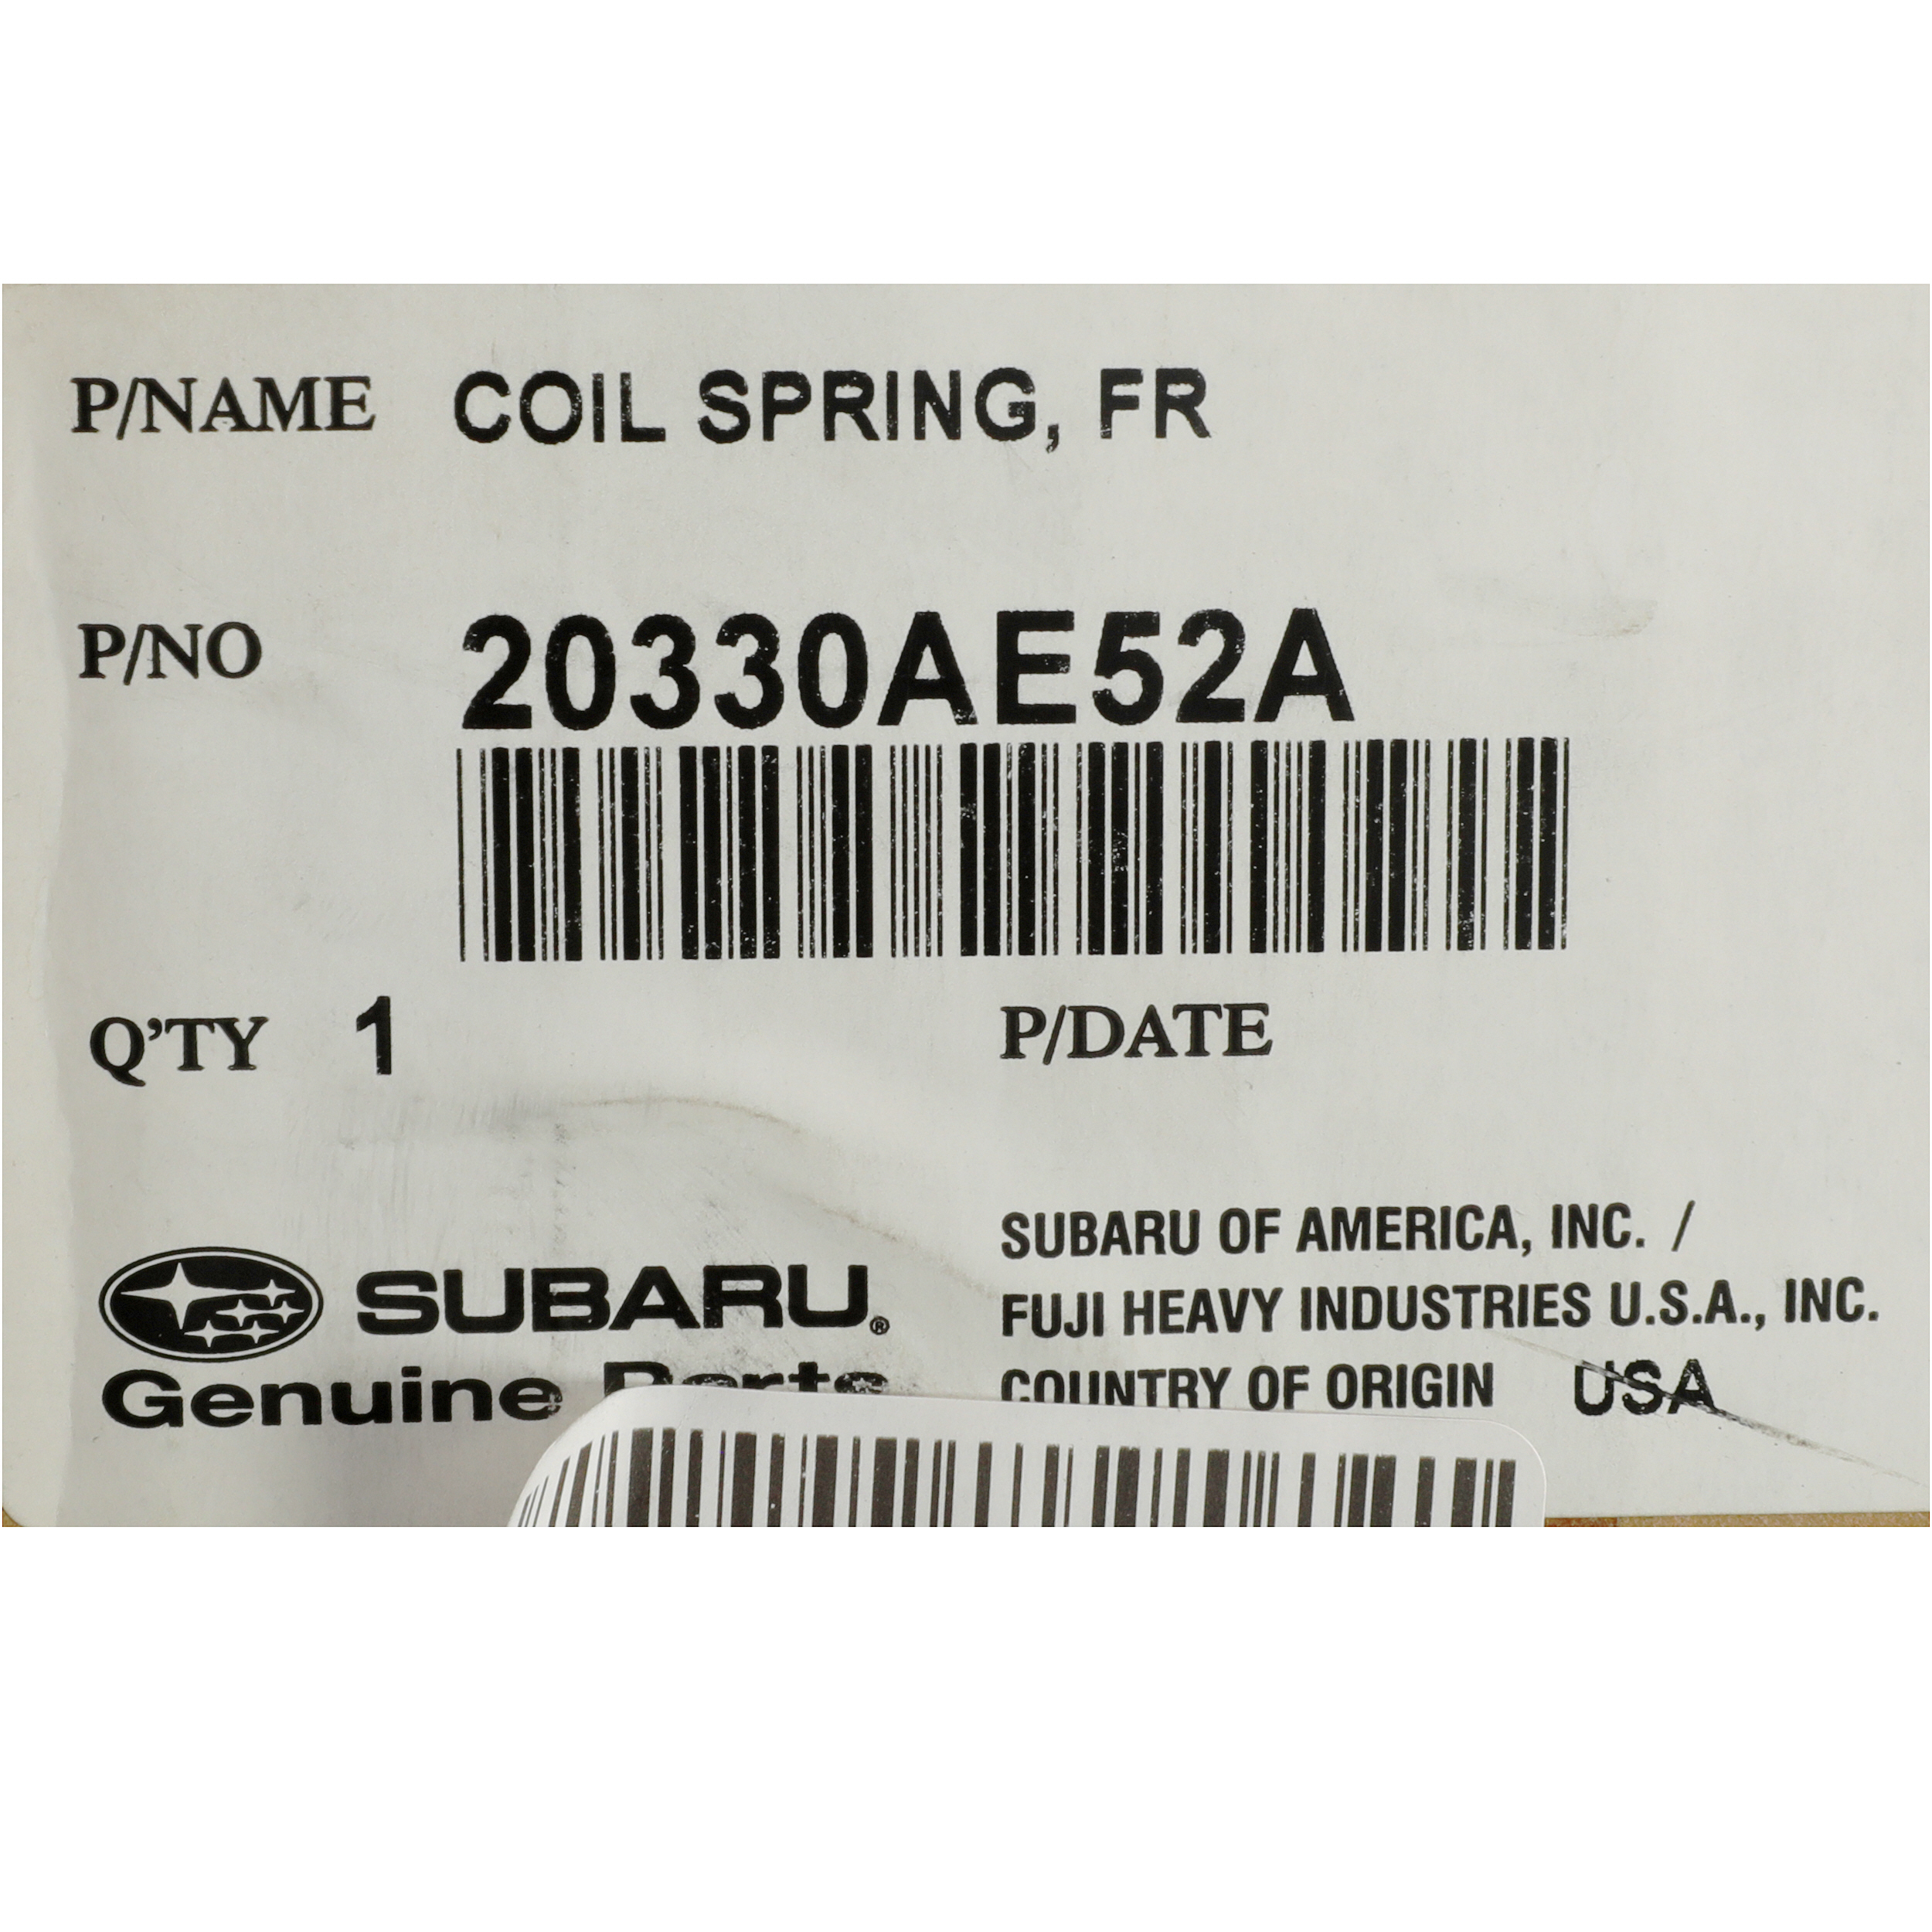 P/NAME COIL SPRING, FR
P/NO 20330AE52A
Q'TY 1 P/DATE
SUBARU®
Genuine Parts
SUBARU OF AMERICA, INC. /
FUJI HEAVY INDUSTRIES U.S.A., INC.
COUNTRY OF ORIGIN USA